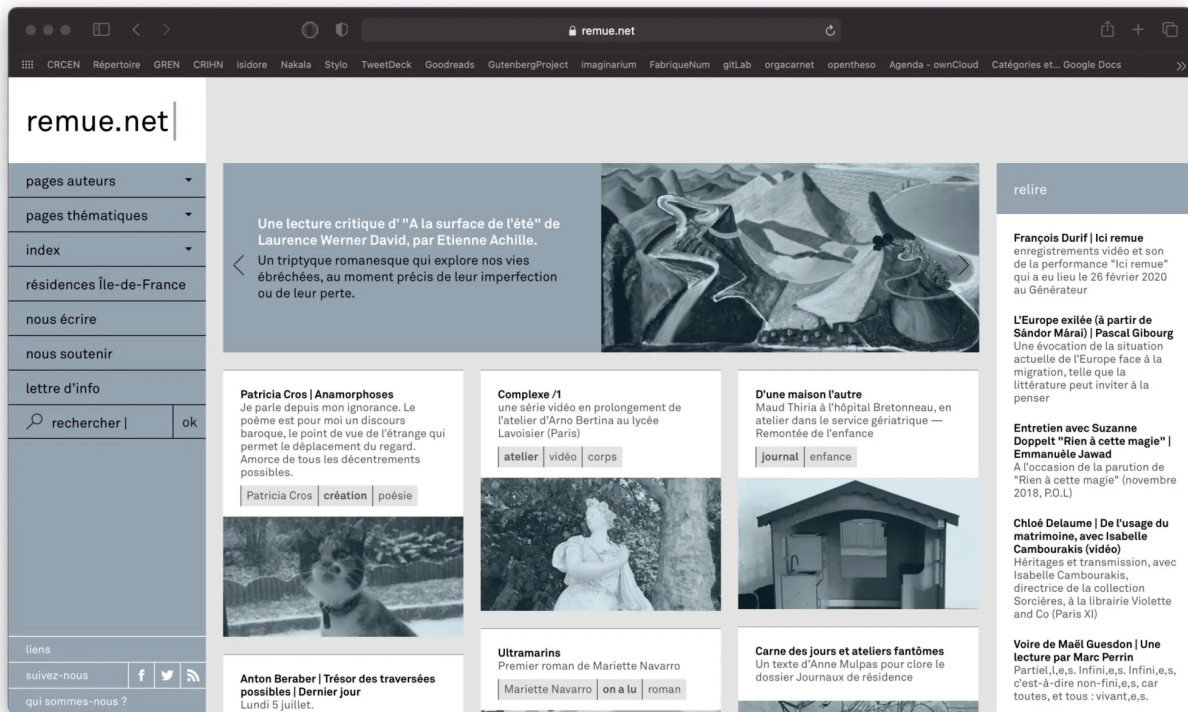 remue.net
CRCEN Répertoire GREN CRIHN isidore Nakala Stylo TweetDeck Goodreads GutenbergProject imaginarium FabriqueNum gitLab orgacarnet opentheso Agenda - ownCloud Catégories et... Google Docs
remue.net
pages auteurs
pages thématiques
index
résidences Île-de-France
nous écrire
nous soutenir
lettre d'info
rechercher | ok
liens
suivez-nous
qui sommes-nous ?
Une lecture critique d' "A la surface de l'été" de
Laurence Werner David, par Etienne Achille.
Un triptyque romanesque qui explore nos vies
ébréchées, au moment précis de leur imperfection
ou de leur perte.
Patricia Cros | Anamorphoses
Je parle depuis mon ignorance. Le
poème est pour moi un discours
baroque, le point de vue de l'étrange qui
permet le déplacement du regard.
Amorce de tous les décentrements
possibles.
Patricia Cros création poésie
Anton Beraber | Trésor des traversées
possibles | Dernier jour
Lundi 5 juillet.
Complexe /1
une série vidéo en prolongement de
l'atelier d'Arno Bertina au lycée
Lavoisier (Paris)
atelier vidéo corps
Ultramarins
Premier roman de Mariette Navarro
Mariette Navarro on a lu roman
D'une maison l'autre
Maud Thiria à l'hôpital Bretonneau, en
atelier dans le service gériatrique —
Remontée de l'enfance
journal enfance
Carne des jours et ateliers fantômes
Un texte d'Anne Mulpas pour clore le
dossier Journaux de résidence
relire
François Durif | Ici remue
enregistrements vidéo et son
de la performance "Ici remue"
qui a eu lieu le 26 février 2020
au Générateur
L'Europe exilée (à partir de
Sándor Márai) | Pascal Gibourg
Une évocation de la situation
actuelle de l'Europe face à la
migration, telle que la
littérature peut inviter à la
penser
Entretien avec Suzanne
Doppelt "Rien à cette magie" |
Emmanuèle Jawad
A l'occasion de la parution de
"Rien à cette magie" (novembre
2018, P.O.L)
Chloé Delaume | De l'usage du
matrimoine, avec Isabelle
Cambourakis (vidéo)
Héritages et transmission, avec
Isabelle Cambourakis,
directrice de la collection
Sorcières, à la librairie Violette
and Co (Paris XI)
Voire de Maël Guesdon | Une
lecture par Marc Perrin
Partiel,l,e,s. Infini,e,s. Infini,e,s,
c'est-à-dire non-fini,e,s, car
toutes, et tous : vivant,e,s.